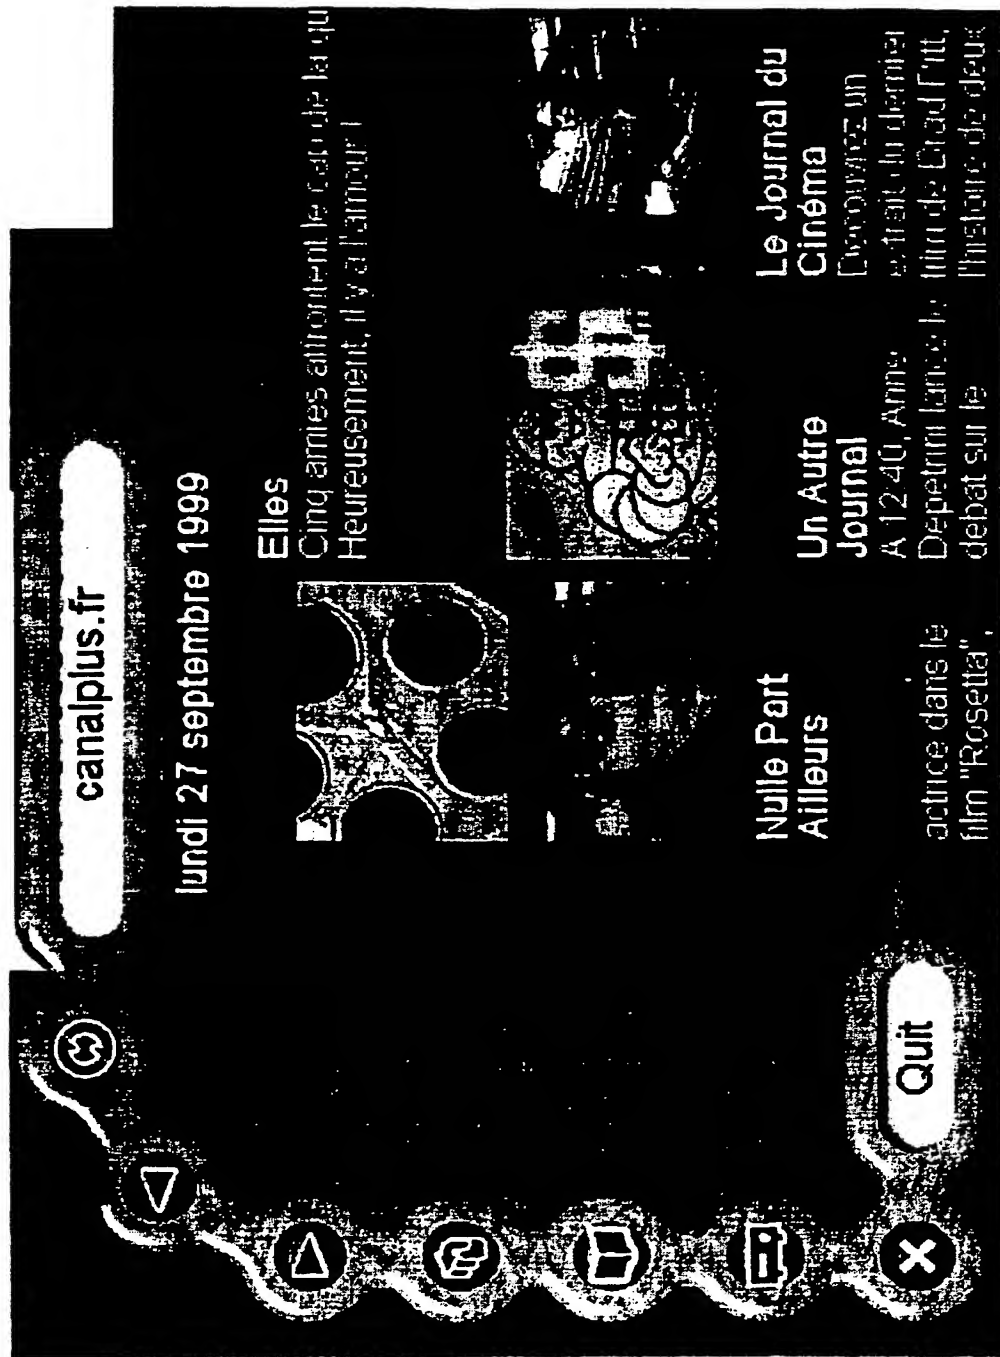 canalplus.fr
lundi 27 septembre 1999
Elles
Cinq amies affrontent le cap de la qu
Heureusement, il y a l'amour !
Nulle Part
Ailleurs
actrice dans le
film "Rosetta",
Un Autre
Journal
A 12 40, Anne
Depetrini lance le
debat sur le
Le Journal du
Cinéma
Decouvrez un
extrait du dernier
film de Brad Pitt,
l'histoire de deux
Quit